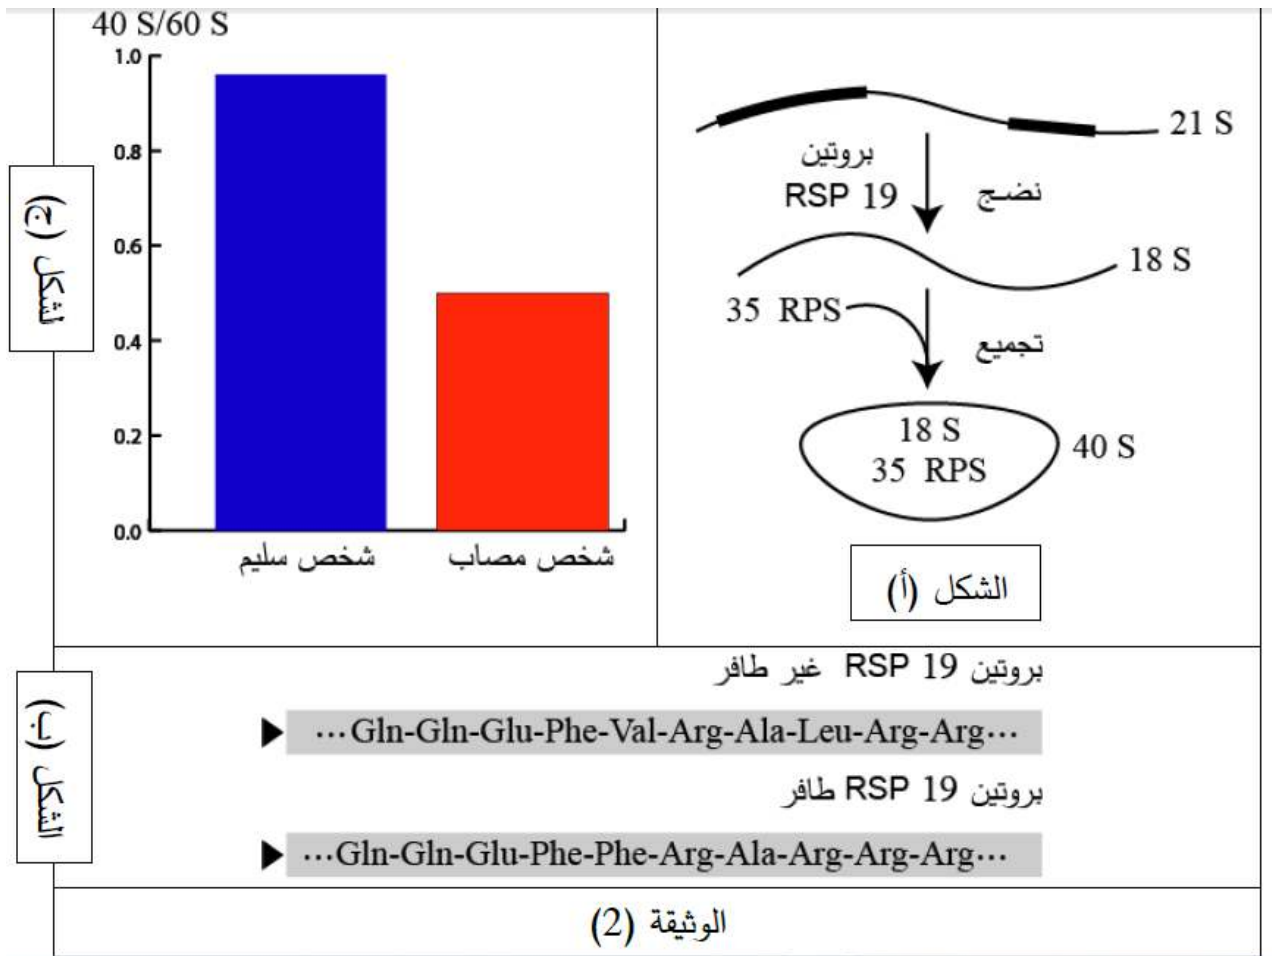 40 S/60 S
1.0
0.8
0.6
0.4
0.2
0.0
شخص سليم
شخص مصاب
الشكل (ج)
21 S
بروتين
RSP 19
نضج
18 S
35 RPS
تجميع
18 S
35 RPS
40 S
الشكل (أ)
بروتين RSP 19 غير طافر
...Gln-Gln-Glu-Phe-Val-Arg-Ala-Leu-Arg-Arg...
بروتين RSP 19 طافر
...Gln-Gln-Glu-Phe-Phe-Arg-Ala-Arg-Arg-Arg...
الشكل (ب)
الوثيقة (2)